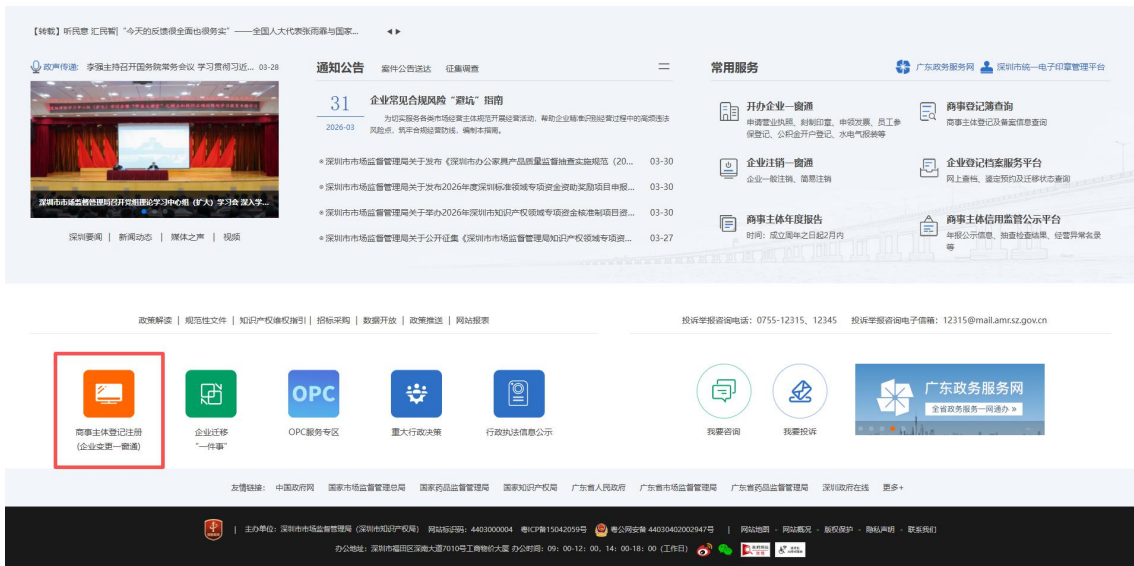 【转载】听民意 汇民智| "今天的反馈很全面也很务实" ——全国人大代表张雨霏与国家...
政声传递: 李强主持召开国务院常务会议 学习贯彻习近... 03-28
深圳市市场监督管理局召开党组理论学习中心组（扩大）学习会 深入学...
深圳要闻 | 新闻动态 | 媒体之声 | 视频
通知公告 案件公告送达 征集调查
31
2026-03
企业常见合规风险“避坑”指南
为切实服务各类市场经营主体规范开展经营活动，帮助企业精准识别经营过程中的高频违法
风险点，筑牢合规经营防线，编制本指南。
深圳市市场监督管理局关于发布《深圳市办公家具产品质量监督抽查实施规范（20... 03-30
深圳市市场监督管理局关于发布2026年度深圳标准领域专项资金资助奖励项目申报... 03-30
深圳市市场监督管理局关于举办2026年深圳市知识产权领域专项资金核准制项目资... 03-30
深圳市市场监督管理局关于公开征集《深圳市市场监督管理局知识产权领域专项资... 03-27
常用服务 广东政务服务网 深圳市统一电子印章管理平台
开办企业一窗通
申请营业执照、刻制印章、申领发票、员工参
保登记、公积金开户登记、水电气报装等
商事登记簿查询
商事主体登记及备案信息查询
企业注销一窗通
企业一般注销、简易注销
企业登记档案服务平台
网上查档、鉴定预约及迁移状态查询
商事主体年度报告
时间：成立周年之日起2月内
商事主体信用监管公示平台
年报公示信息、抽查检查结果、经营异常名录
等
政策解读 | 规范性文件 | 知识产权维权指引 | 招标采购 | 数据开放 | 政策推送 | 网站报表
投诉举报咨询电话：0755-12315、12345 投诉举报咨询电子信箱：12315@mail.amr.sz.gov.cn
商事主体登记注册
(企业变更一窗通)
企业迁移
"一件事"
OPC
OPC服务专区
重大行政决策
行政执法信息公示
我要咨询
我要投诉
广东政务服务网
全省政务服务一网通办 »
友情链接： 中国政府网 国家市场监督管理总局 国家药品监督管理局 国家知识产权局 广东省人民政府 广东省市场监督管理局 广东省药品监督管理局 深圳政府在线 更多+
| 主办单位：深圳市市场监督管理局（深圳市知识产权局） 网站标识码：4403000004 粤ICP备15042059号 粤公网安备 44030402002947号 | 网站地图 - 网站概况 - 版权保护 - 隐私声明 - 联系我们
办公地址：深圳市福田区深南大道7010号工商物价大厦 办公时间：09：00-12：00，14：00-18：00（工作日）